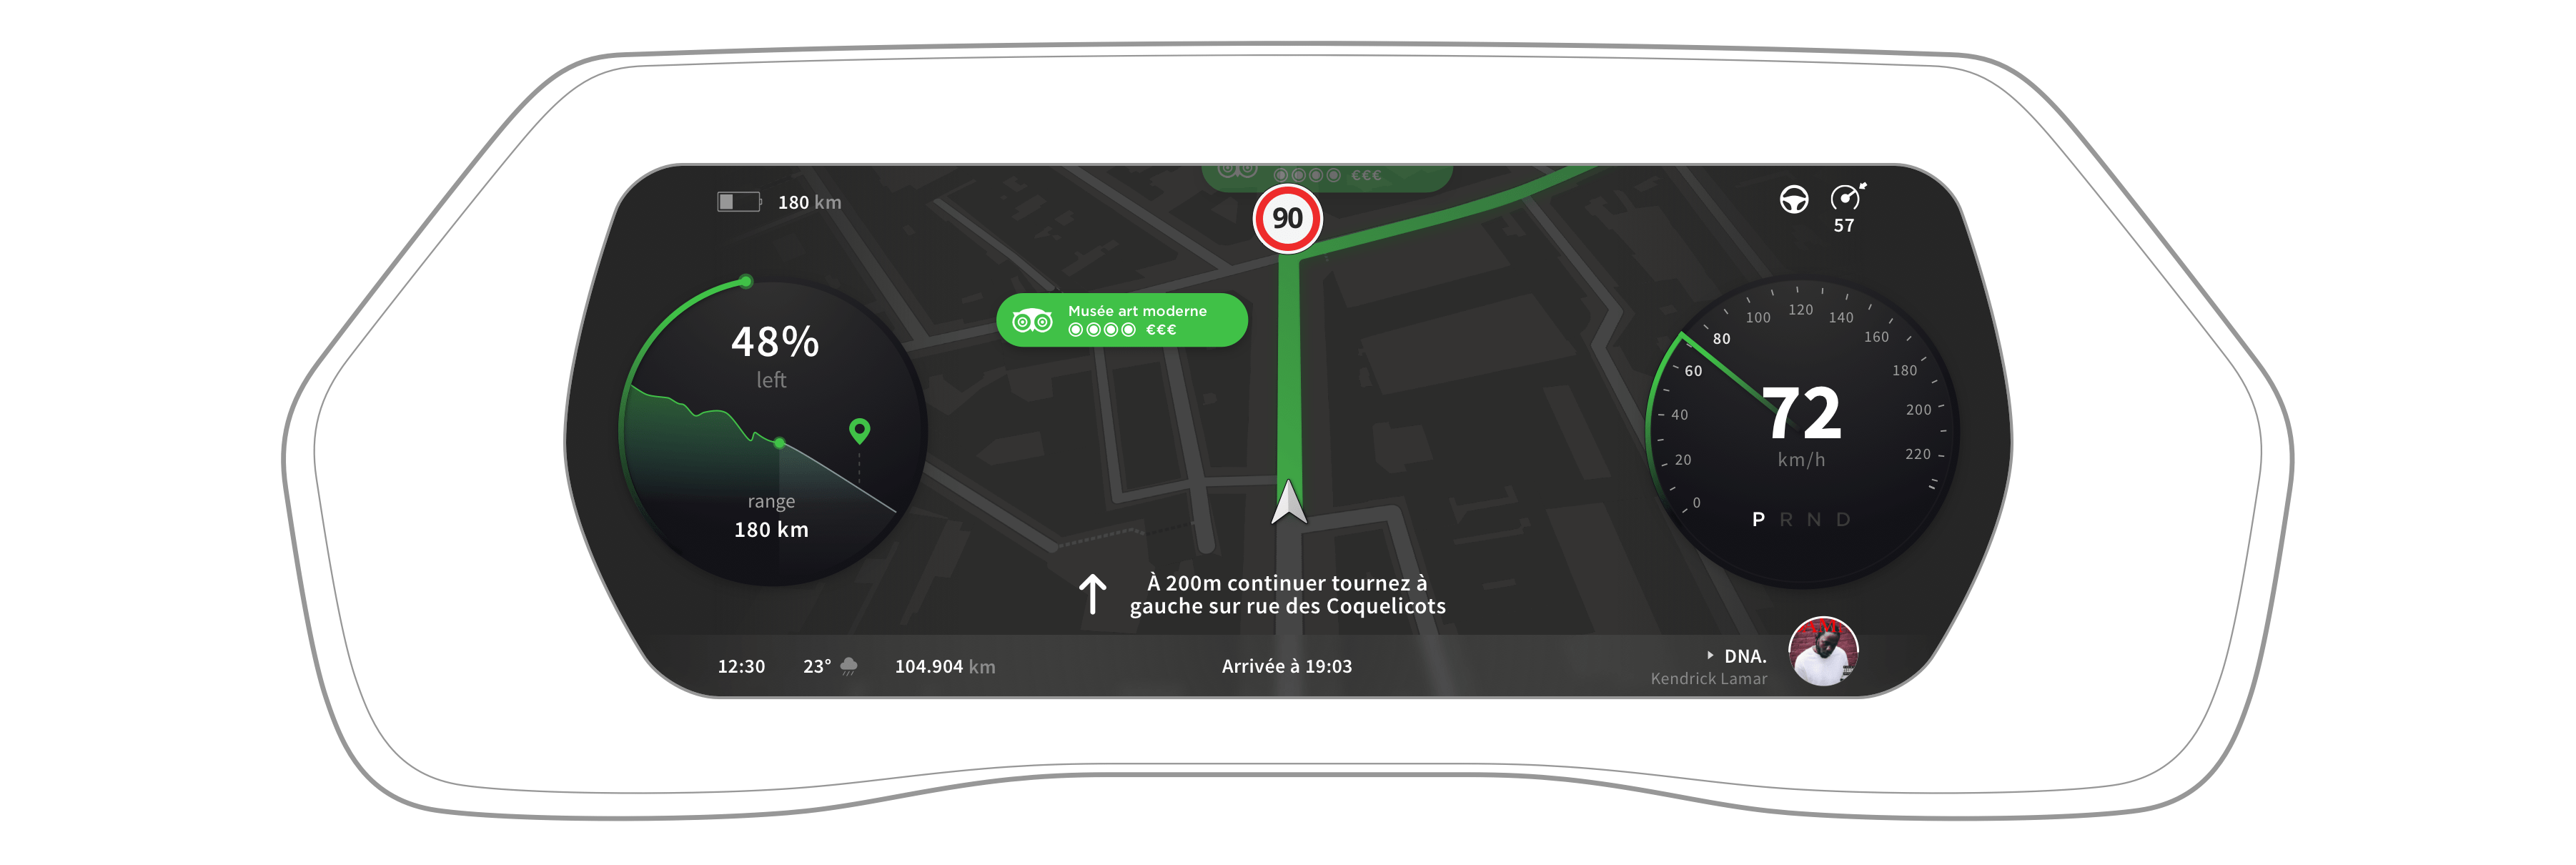 €€€
180 km
90
57
Musée art moderne
€€€
48%
left
range
180 km
0
20
40
60
80
100
120
140
160
180
200
220
72
km/h
P R N D
À 200m continuer tournez à
gauche sur rue des Coquelicots
12:30
23°
104.904 km
Arrivée à 19:03
DNA.
Kendrick Lamar